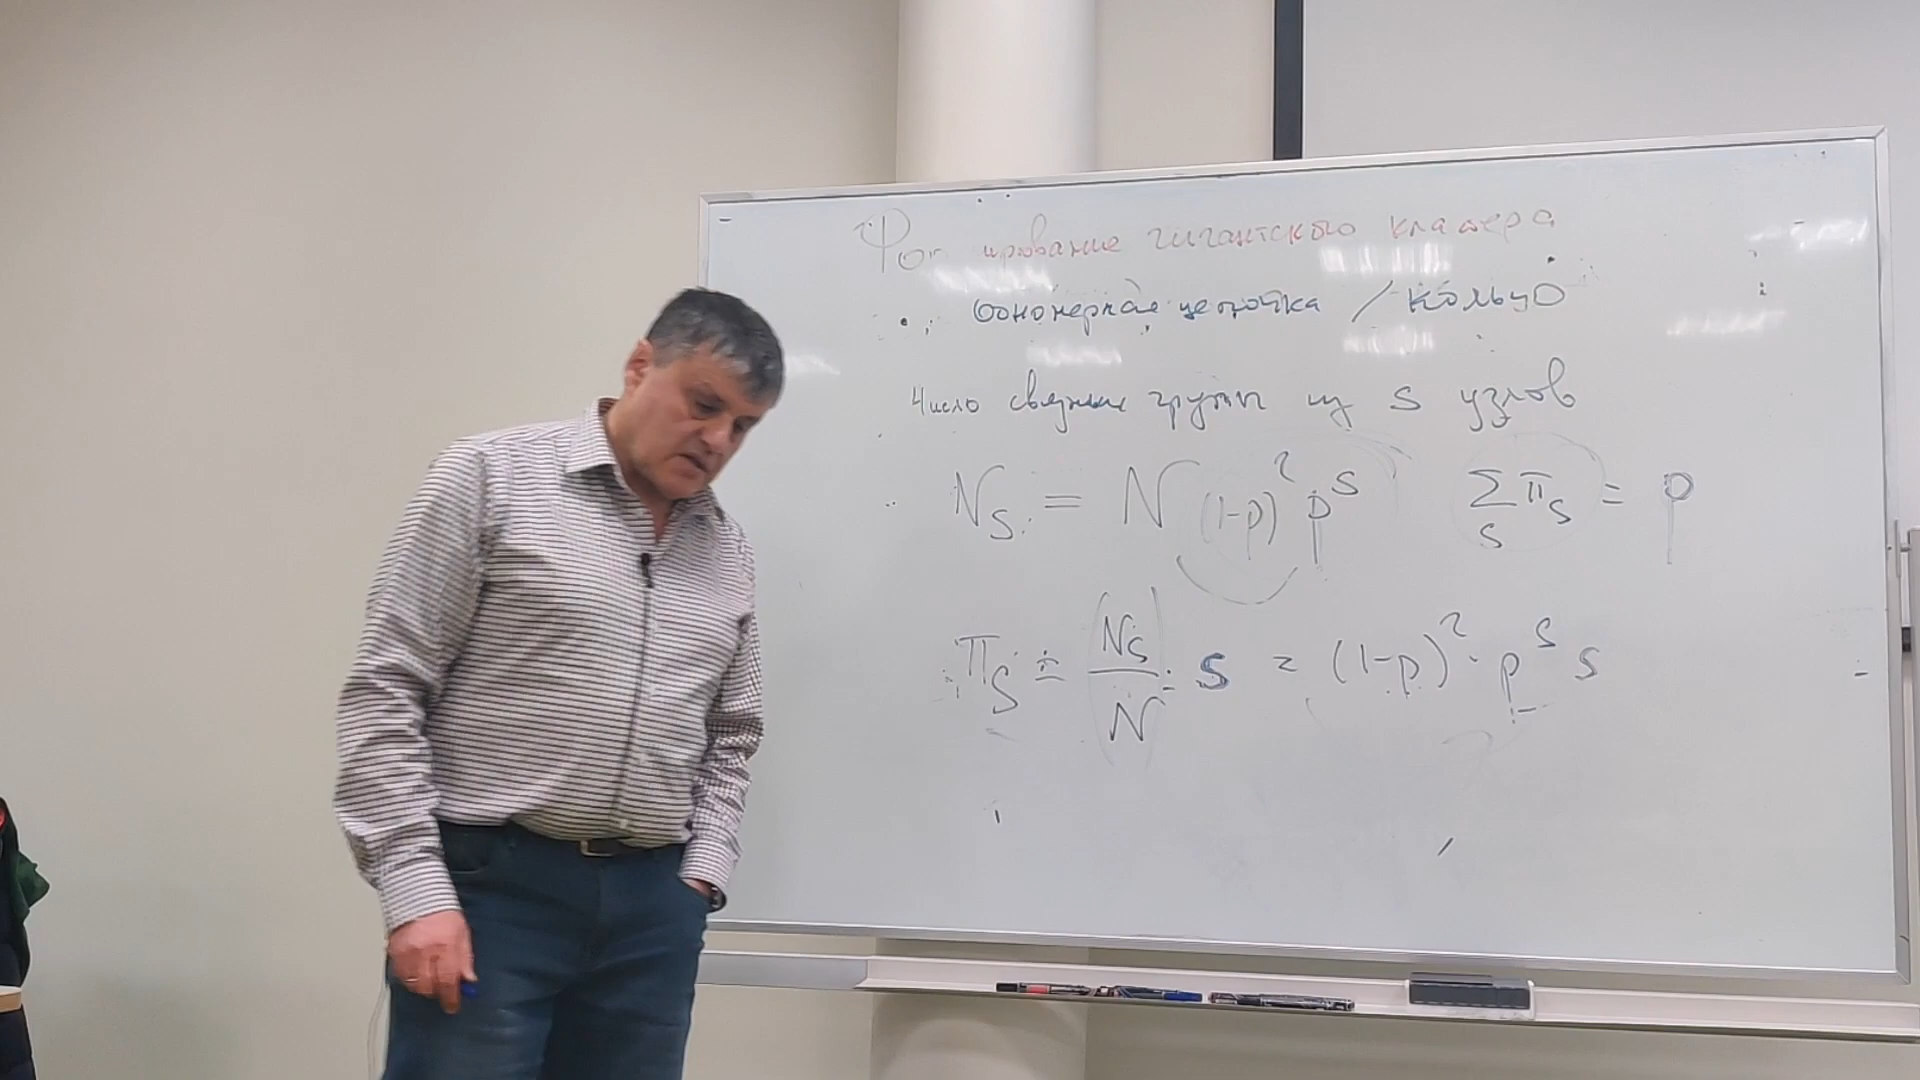 Формирование гигантского кластера
Одномерная цепочка / кольцо
Число связных групп из s узлов
N_S = N (1-p)^2 p^S   ∑_S π_S = p
π_S = (N_S / N) · s = (1-p)^2 · p^s s